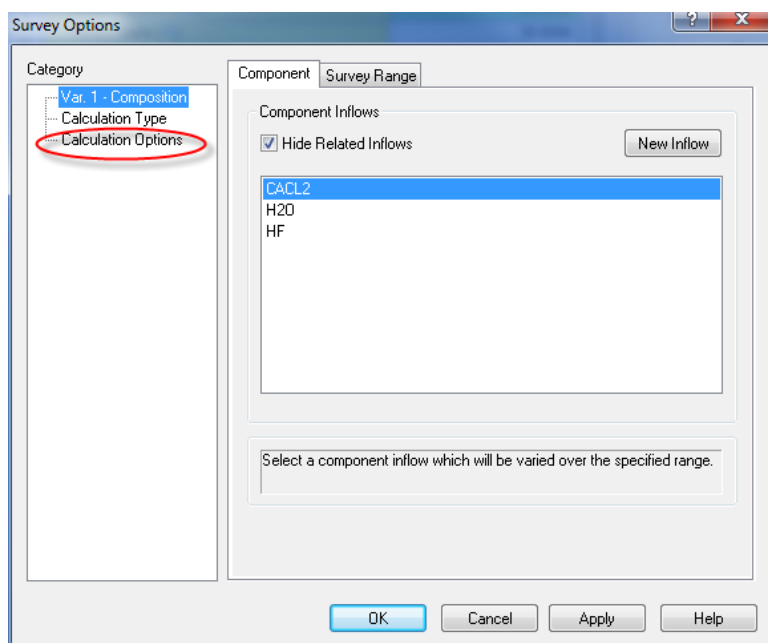 Survey Options
?
X
Category
Var. 1 - Composition
Calculation Type
Calculation Options
Component
Survey Range
Component Inflows
Hide Related Inflows
New Inflow
CACL2
H2O
HF
Select a component inflow which will be varied over the specified range.
OK
Cancel
Apply
Help